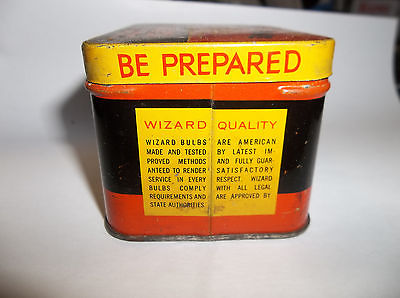 BE PREPARED
WIZARD QUALITY
WIZARD BULBS ARE AMERICAN
MADE AND TESTED BY LATEST IM-
PROVED METHODS AND FULLY GUAR-
ANTEED TO RENDER SATISFACTORY
SERVICE IN EVERY RESPECT. WIZARD
BULBS COMPLY WITH ALL LEGAL
REQUIREMENTS AND ARE APPROVED BY
STATE AUTHORITIES.